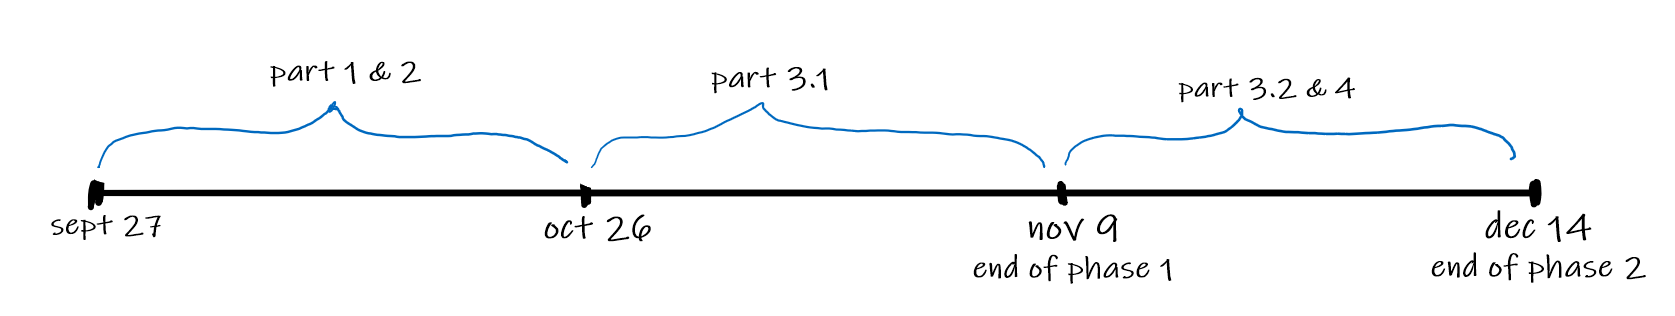 part 1 & 2
part 3.1
part 3.2 & 4
sept 27
oct 26
nov 9
end of phase 1
dec 14
end of phase 2